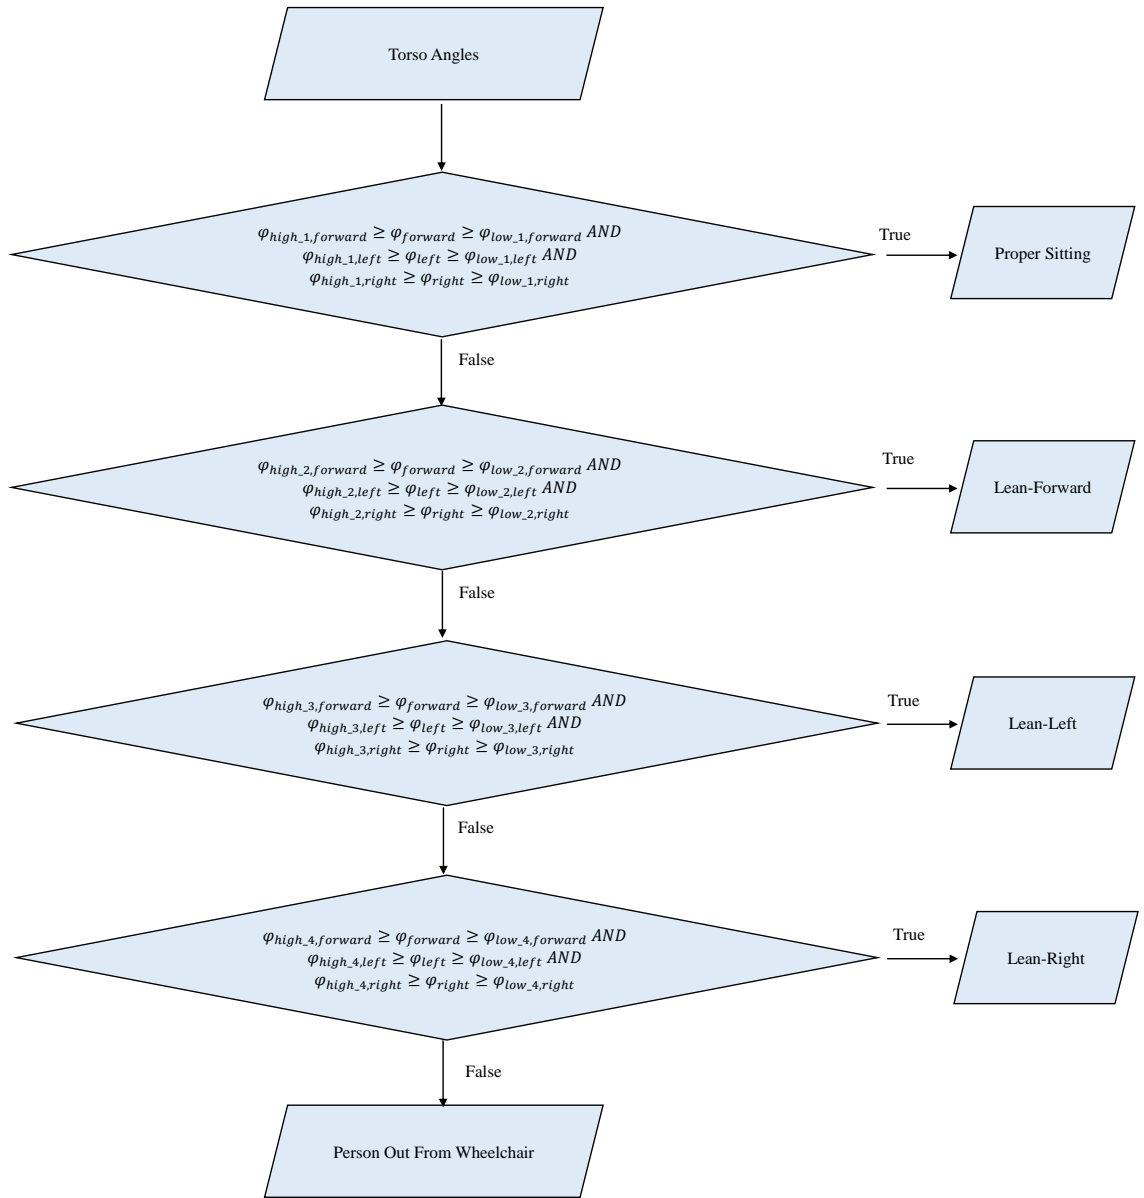 Torso Angles
φhigh_1,forward ≥ φforward ≥ φlow_1,forward AND
φhigh_1,left ≥ φleft ≥ φlow_1,left AND
φhigh_1,right ≥ φright ≥ φlow_1,right
True
Proper Sitting
False
φhigh_2,forward ≥ φforward ≥ φlow_2,forward AND
φhigh_2,left ≥ φleft ≥ φlow_2,left AND
φhigh_2,right ≥ φright ≥ φlow_2,right
True
Lean-Forward
False
φhigh_3,forward ≥ φforward ≥ φlow_3,forward AND
φhigh_3,left ≥ φleft ≥ φlow_3,left AND
φhigh_3,right ≥ φright ≥ φlow_3,right
True
Lean-Left
False
φhigh_4,forward ≥ φforward ≥ φlow_4,forward AND
φhigh_4,left ≥ φleft ≥ φlow_4,left AND
φhigh_4,right ≥ φright ≥ φlow_4,right
True
Lean-Right
False
Person Out From Wheelchair